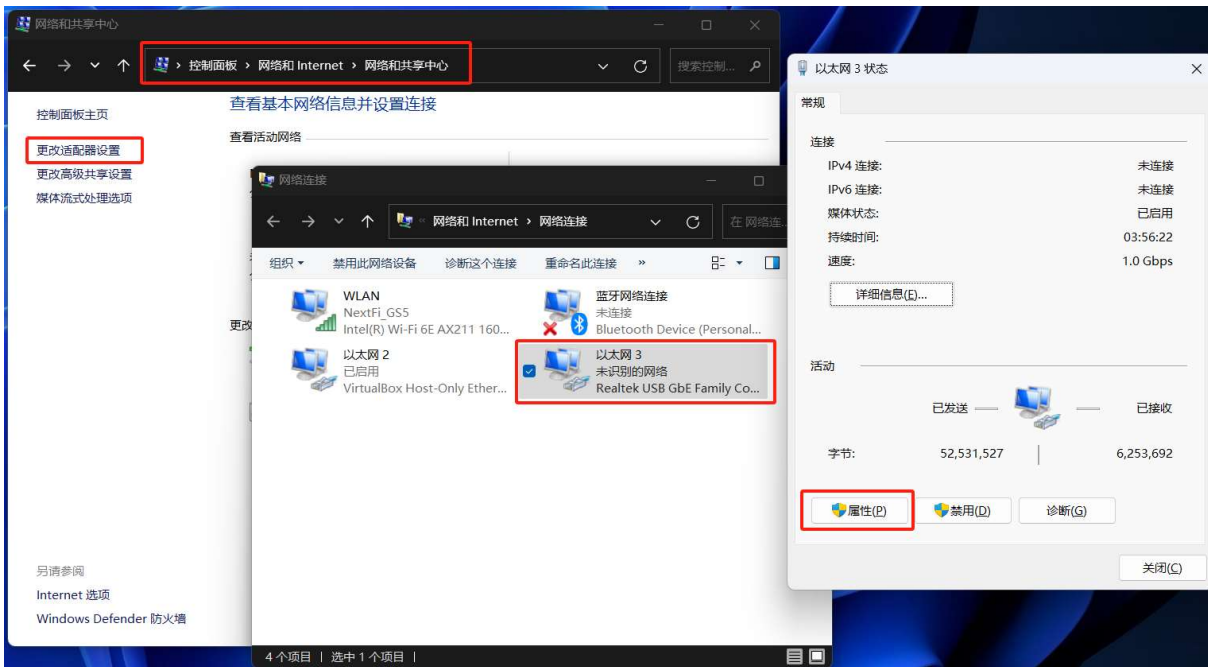 网络和共享中心
控制面板 › 网络和 Internet › 网络和共享中心
搜索控制...
控制面板主页
更改适配器设置
更改高级共享设置
媒体流式处理选项
查看基本网络信息并设置连接
查看活动网络
更改
另请参阅
Internet 选项
Windows Defender 防火墙
网络连接
« 网络和 Internet › 网络连接
在 网络连...
组织
禁用此网络设备
诊断这个连接
重命名此连接
»
WLAN
NextFi_GS5
Intel(R) Wi-Fi 6E AX211 160...
蓝牙网络连接
未连接
Bluetooth Device (Personal...
以太网 2
已启用
VirtualBox Host-Only Ether...
以太网 3
未识别的网络
Realtek USB GbE Family Co...
4 个项目 | 选中 1 个项目 |
以太网 3 状态
常规
连接
IPv4 连接: 未连接
IPv6 连接: 未连接
媒体状态: 已启用
持续时间: 03:56:22
速度: 1.0 Gbps
详细信息(E)...
活动
已发送 已接收
字节: 52,531,527 6,253,692
属性(P) 禁用(D) 诊断(G)
关闭(C)